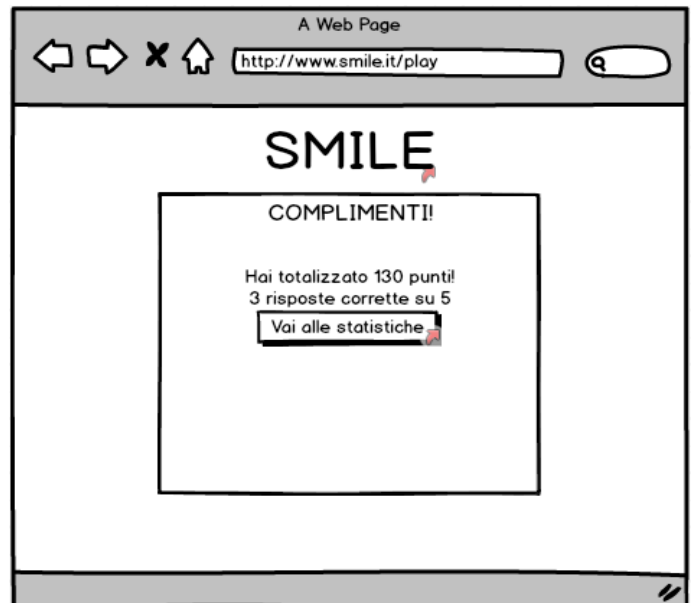 A Web Page
http://www.smile.it/play
SMILE
COMPLIMENTI!
Hai totalizzato 130 punti!
3 risposte corrette su 5
Vai alle statistiche